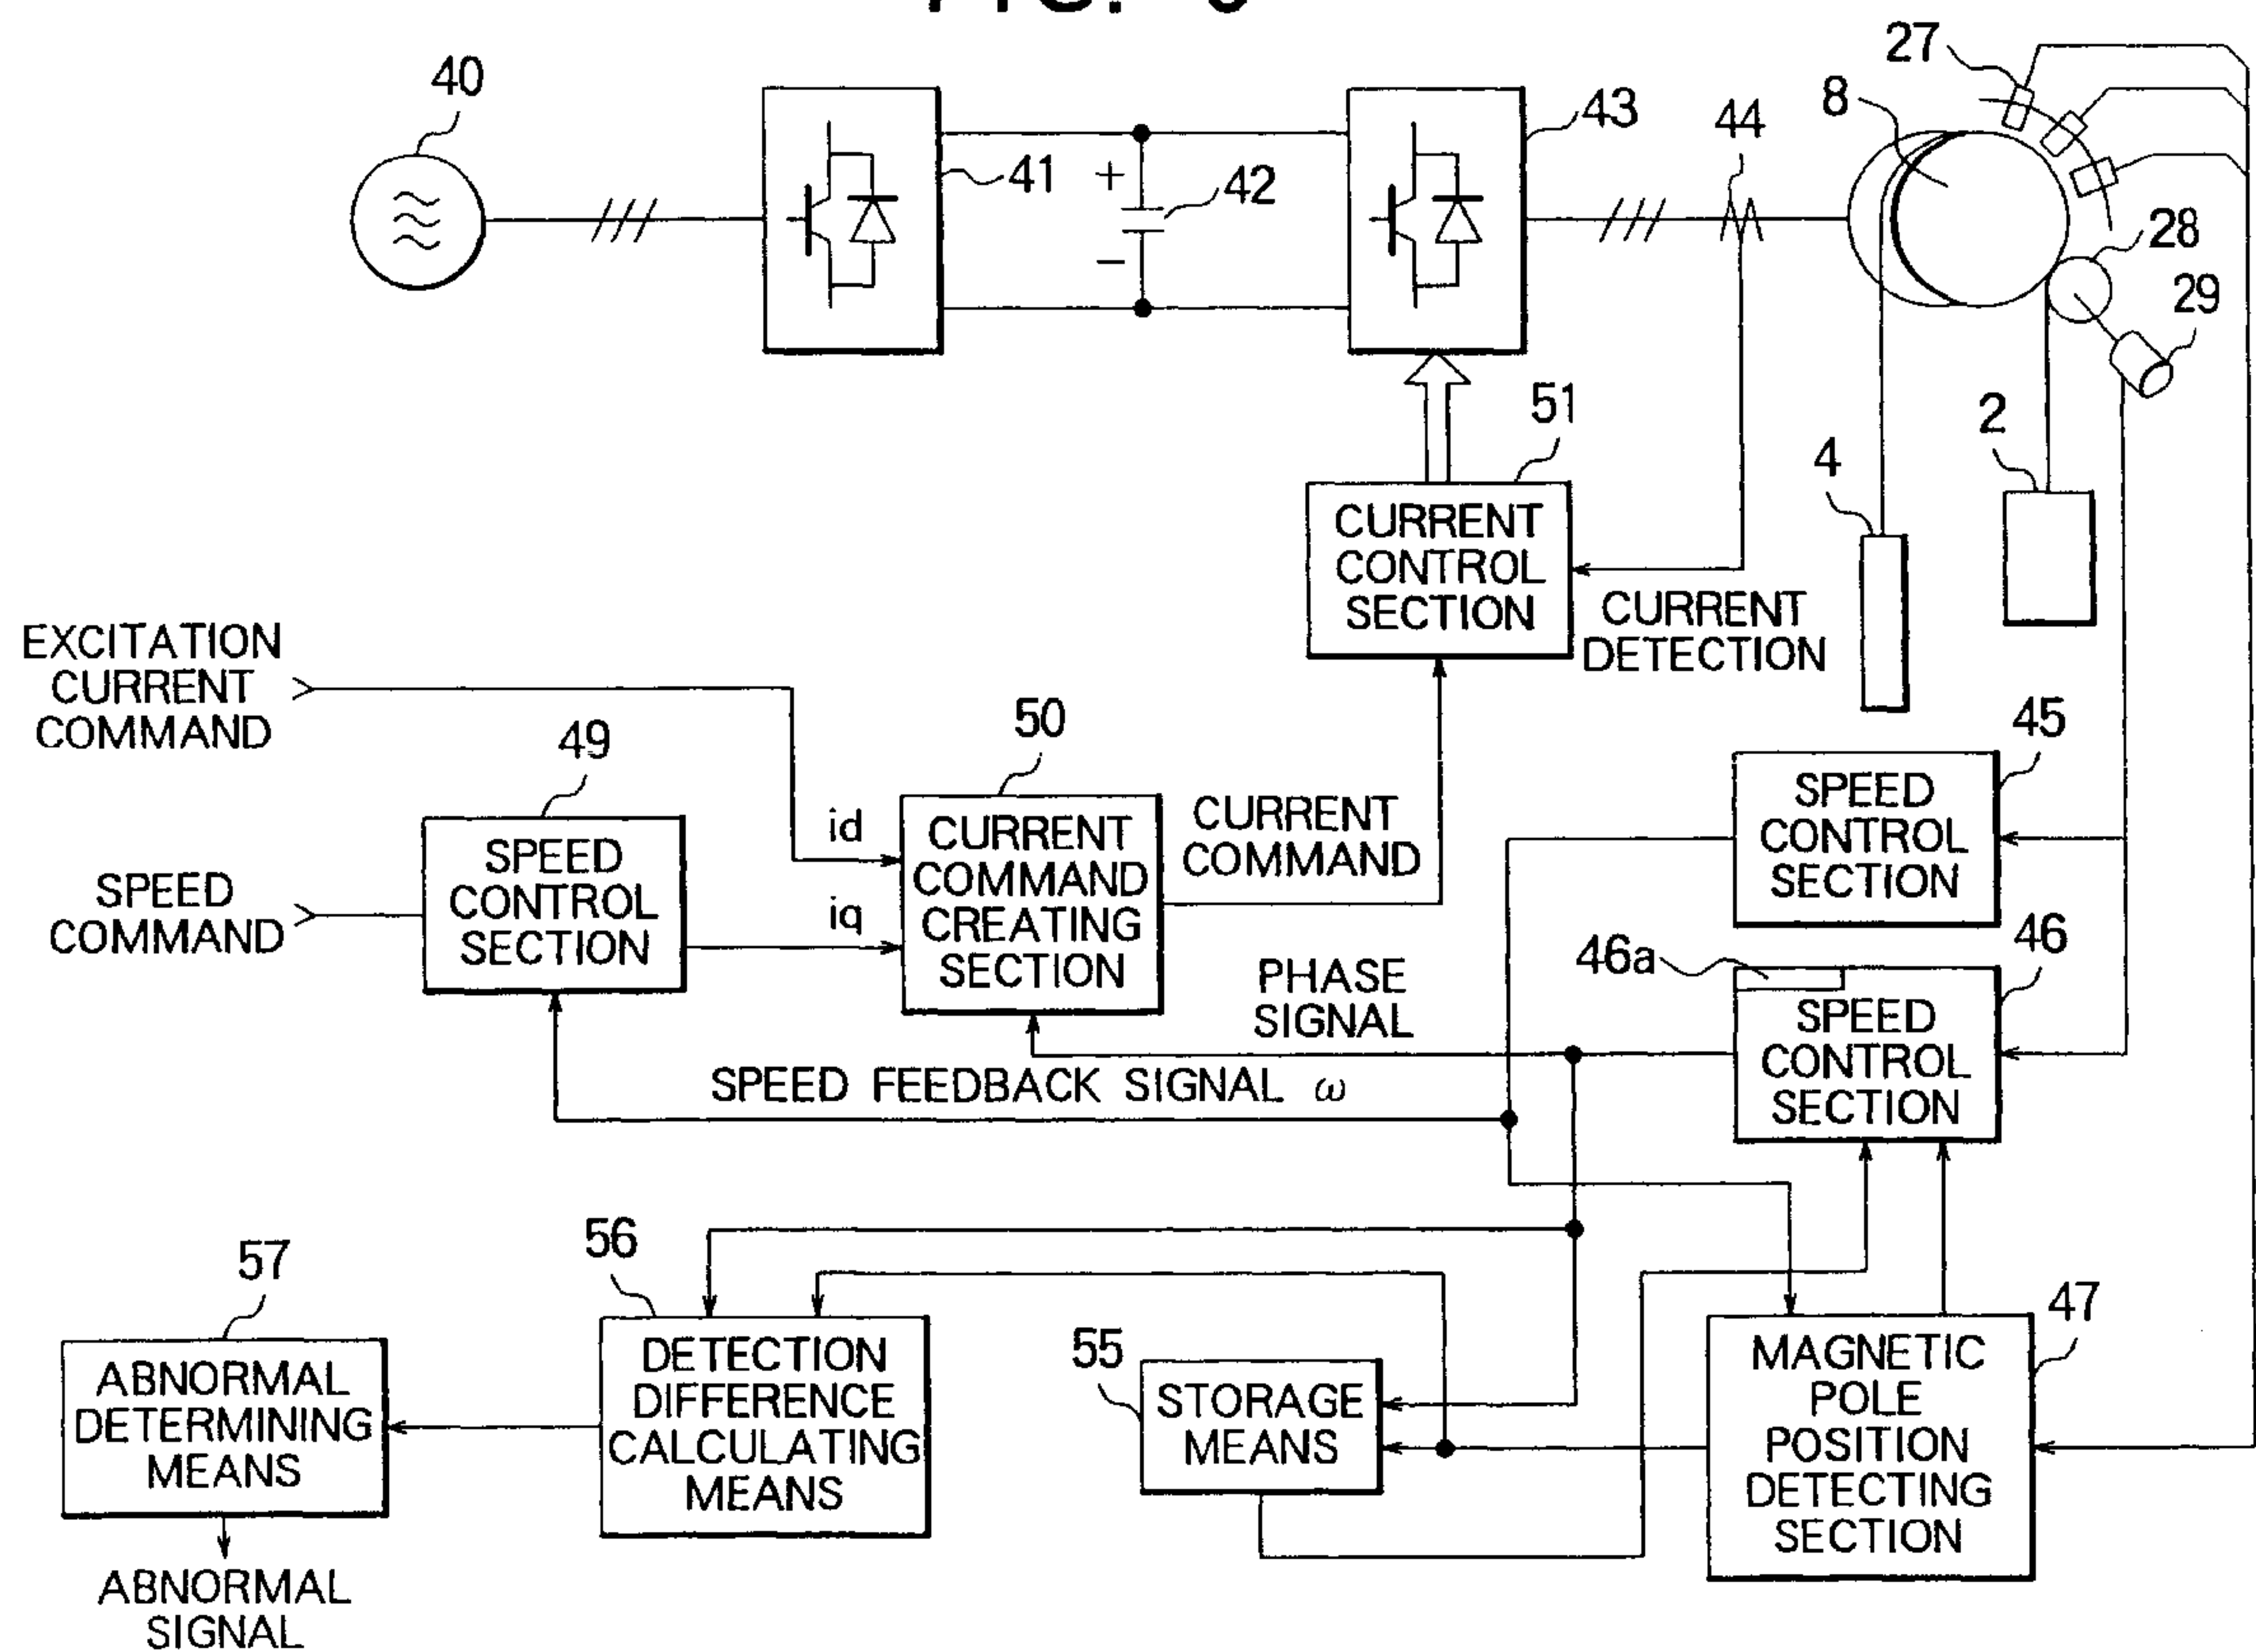 40
41
+
42
−
43
44
8
27
28
29
2
4
51
CURRENT
CONTROL
SECTION
CURRENT
DETECTION
EXCITATION
CURRENT
COMMAND
SPEED
COMMAND
49
SPEED
CONTROL
SECTION
id
iq
50
CURRENT
COMMAND
CREATING
SECTION
CURRENT
COMMAND
PHASE
SIGNAL
SPEED FEEDBACK SIGNAL ω
45
SPEED
CONTROL
SECTION
46a
46
SPEED
CONTROL
SECTION
57
ABNORMAL
DETERMINING
MEANS
ABNORMAL
SIGNAL
56
DETECTION
DIFFERENCE
CALCULATING
MEANS
55
STORAGE
MEANS
47
MAGNETIC
POLE
POSITION
DETECTING
SECTION